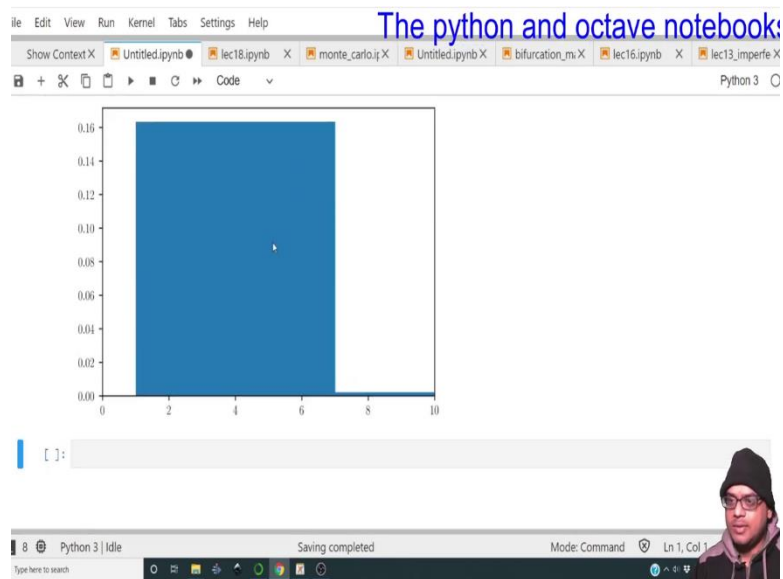 The python and octave notebooks
ile Edit View Run Kernel Tabs Settings Help
Show Context X Untitled.ipynb lec18.ipynb X monte_carlo.ip X Untitled.ipynb X bifurcation_ma X lec16.ipynb X lec13_imperfe X
Code Python 3
0.16
0.14
0.12
0.10
0.08
0.06
0.04
0.02
0.00
0 2 4 6 8 10
[ ]:
8 Python 3 | Idle Saving completed Mode: Command Ln 1, Col 1
Type here to search